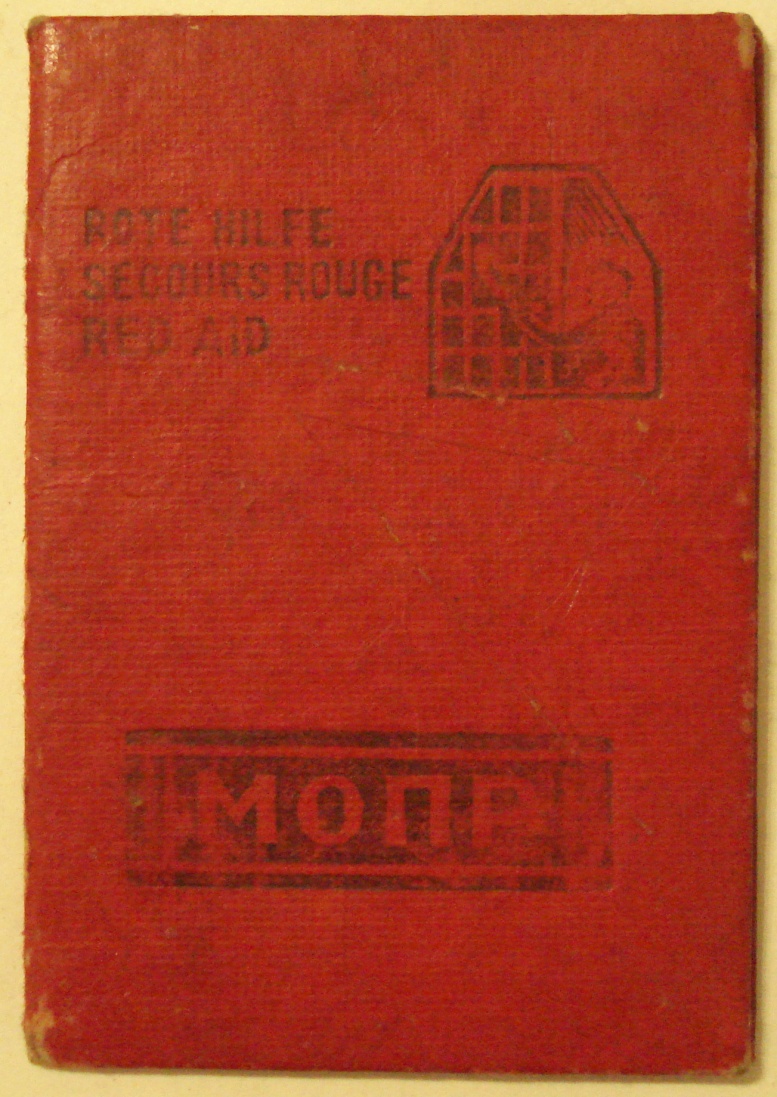 ROTE HILFE
SECOURS ROUGE
RED AID
МОПР